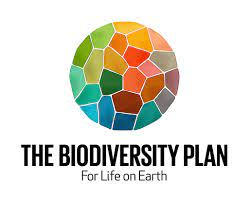 THE BIODIVERSITY PLAN
For Life on Earth